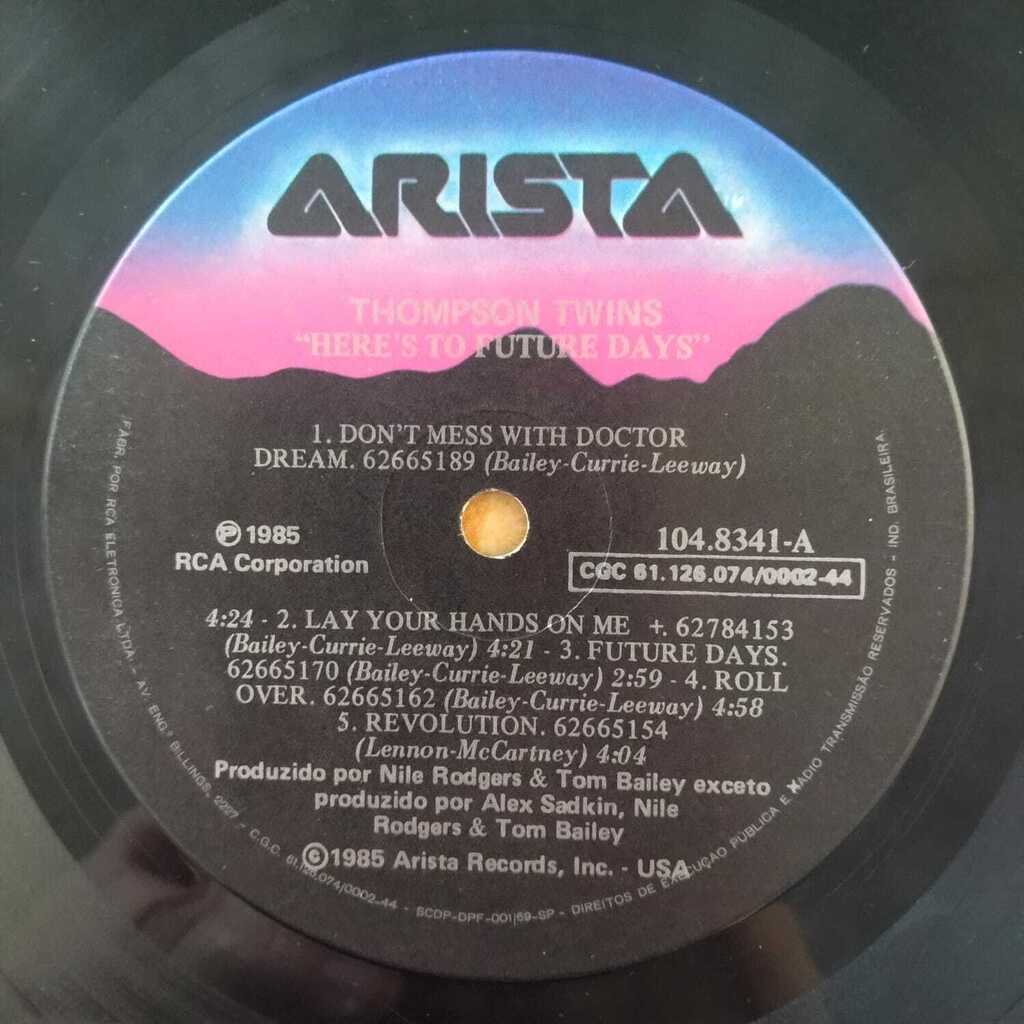 ARISTA
THOMPSON TWINS
"HERE'S TO FUTURE DAYS"
1. DON'T MESS WITH DOCTOR
DREAM. 62665189 (Bailey-Currie-Leeway)
Ⓟ 1985
RCA Corporation
104.8341-A
CGC 61.126.074/0002-44
4:24 - 2. LAY YOUR HANDS ON ME +. 62784153
(Bailey-Currie-Leeway) 4:21 - 3. FUTURE DAYS.
62665170 (Bailey-Currie-Leeway) 2:59 - 4. ROLL
OVER. 62665162 (Bailey-Currie-Leeway) 4:58
5. REVOLUTION. 62665154
(Lennon-McCartney) 4:04
Produzido por Nile Rodgers & Tom Bailey exceto
produzido por Alex Sadkin, Nile
Rodgers & Tom Bailey
©1985 Arista Records, Inc. - USA
FABR. POR RCA ELETRONICA LTDA - AV. ENG.º BILLINGS, 2227 - C.G.C. 61.126.074/0002-44 - SCDP-DPF-001/69-SP - DIREITOS DE EXECUÇÃO PÚBLICA E RADIO TRANSMISSÃO RESERVADOS - IND. BRASILEIRA.